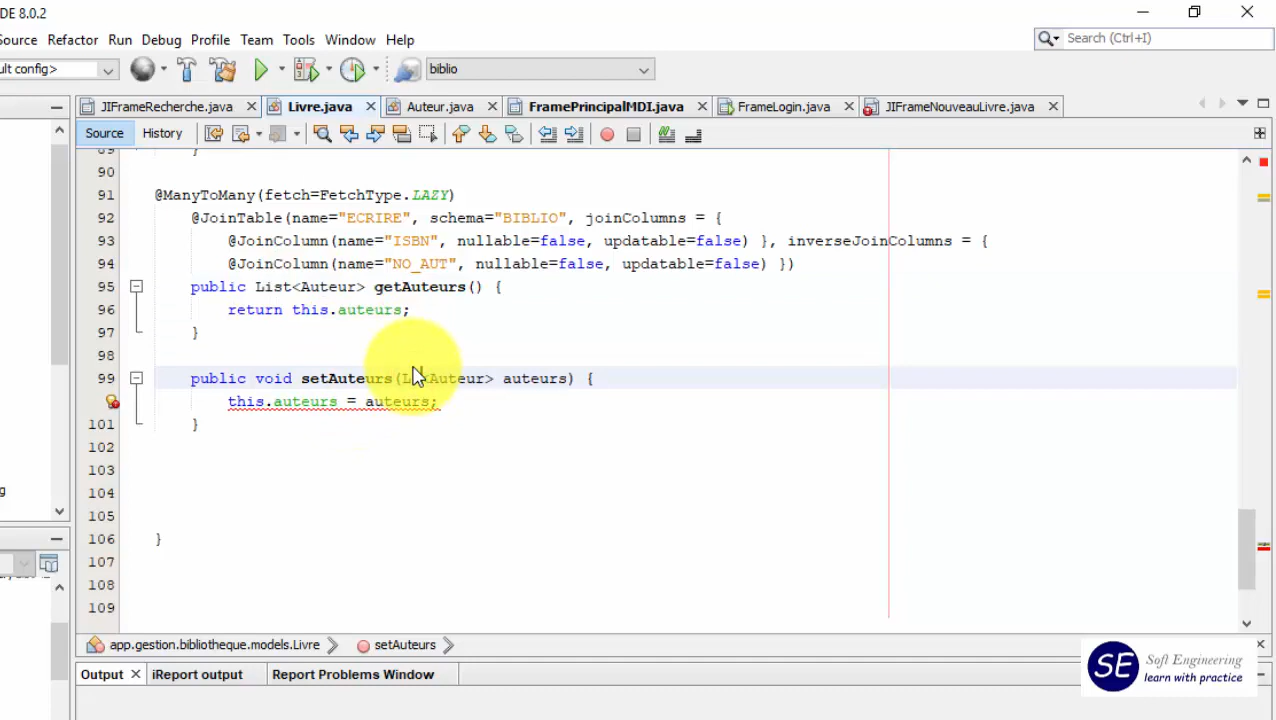 DE 8.0.2
Source Refactor Run Debug Profile Team Tools Window Help
Search (Ctrl+I)
ult config> biblio
JIFrameRecherche.java Livre.java Auteur.java FramePrincipalMDI.java FrameLogin.java JIFrameNouveauLivre.java
Source History
89 }
90
91 @ManyToMany(fetch=FetchType.LAZY)
92 @JoinTable(name="ECRIRE", schema="BIBLIO", joinColumns = {
93 @JoinColumn(name="ISBN", nullable=false, updatable=false) }, inverseJoinColumns = {
94 @JoinColumn(name="NO_AUT", nullable=false, updatable=false) })
95 public List<Auteur> getAuteurs() {
96 return this.auteurs;
97 }
98
99 public void setAuteurs( auteurs) {
this.auteurs = auteurs;
101 }
102
103
104
105
106 }
107
108
109
g
app.gestion.bibliotheque.models.Livre setAuteurs
Output iReport output Report Problems Window
SE Soft Engineering
learn with practice